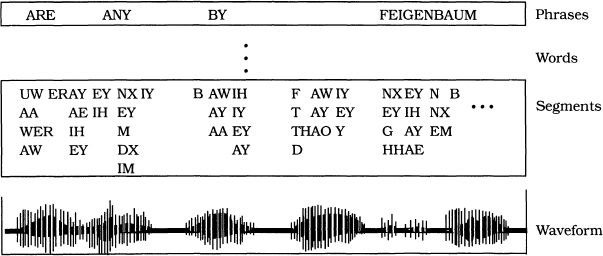 ARE ANY BY FEIGENBAUM Phrases
Words
UW ERAY EY NX IY B AWIH F AW IY NX EY N B
AA AE IH EY AY IY T AY EY EY IH NX ••• Segments
WER IH M AA EY THAO Y G AY EM
AW EY DX AY D HHAE
IM
Waveform